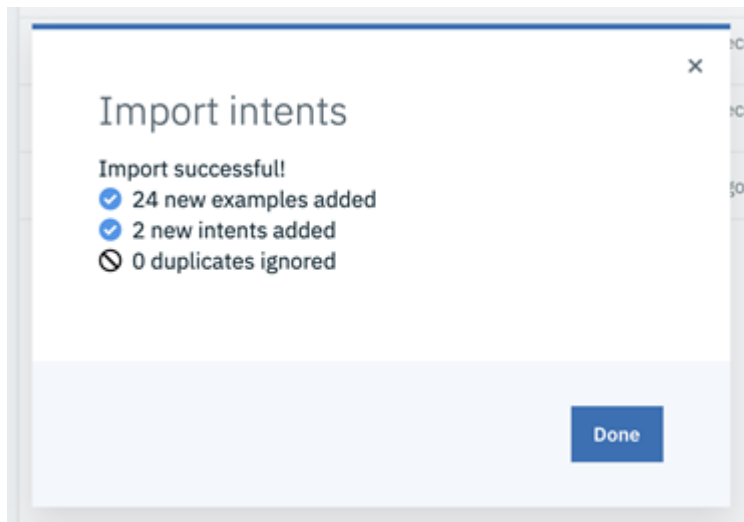 Import intents
Import successful!
24 new examples added
2 new intents added
0 duplicates ignored
Done